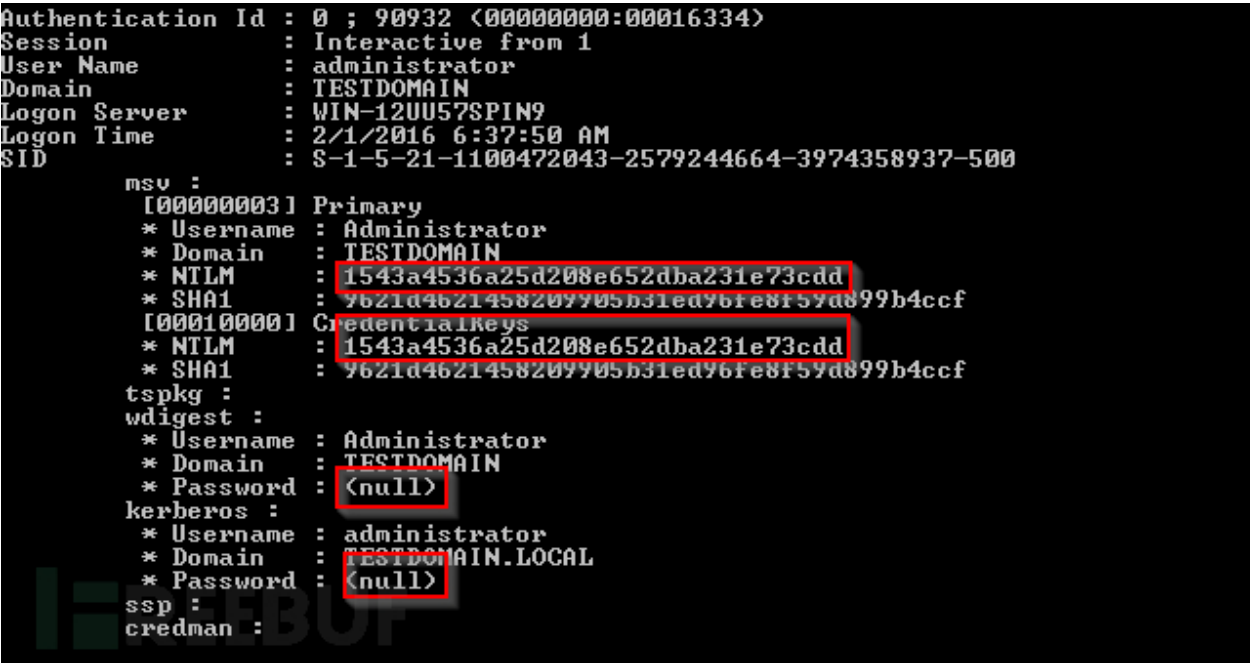 Authentication Id : 0 ; 90932 (00000000:00016334)
Session : Interactive from 1
User Name : administrator
Domain : TESTDOMAIN
Logon Server : WIN-12UU57SPIN9
Logon Time : 2/1/2016 6:37:50 AM
SID : S-1-5-21-1100472043-2579244664-3974358937-500
msv :
[00000003] Primary
* Username : Administrator
* Domain : TESTDOMAIN
* NTLM : 1543a4536a25d208e652dba231e73cdd
* SHA1 : 9621d4621458209905b31ed96fe8f59d899b4ccf
[00010000] CredentialKeys
* NTLM : 1543a4536a25d208e652dba231e73cdd
* SHA1 : 9621d4621458209905b31ed96fe8f59d899b4ccf
tspkg :
wdigest :
* Username : Administrator
* Domain : TESTDOMAIN
* Password : (null)
kerberos :
* Username : administrator
* Domain : TESTDOMAIN.LOCAL
* Password : (null)
ssp :
credman :
FREEBUF